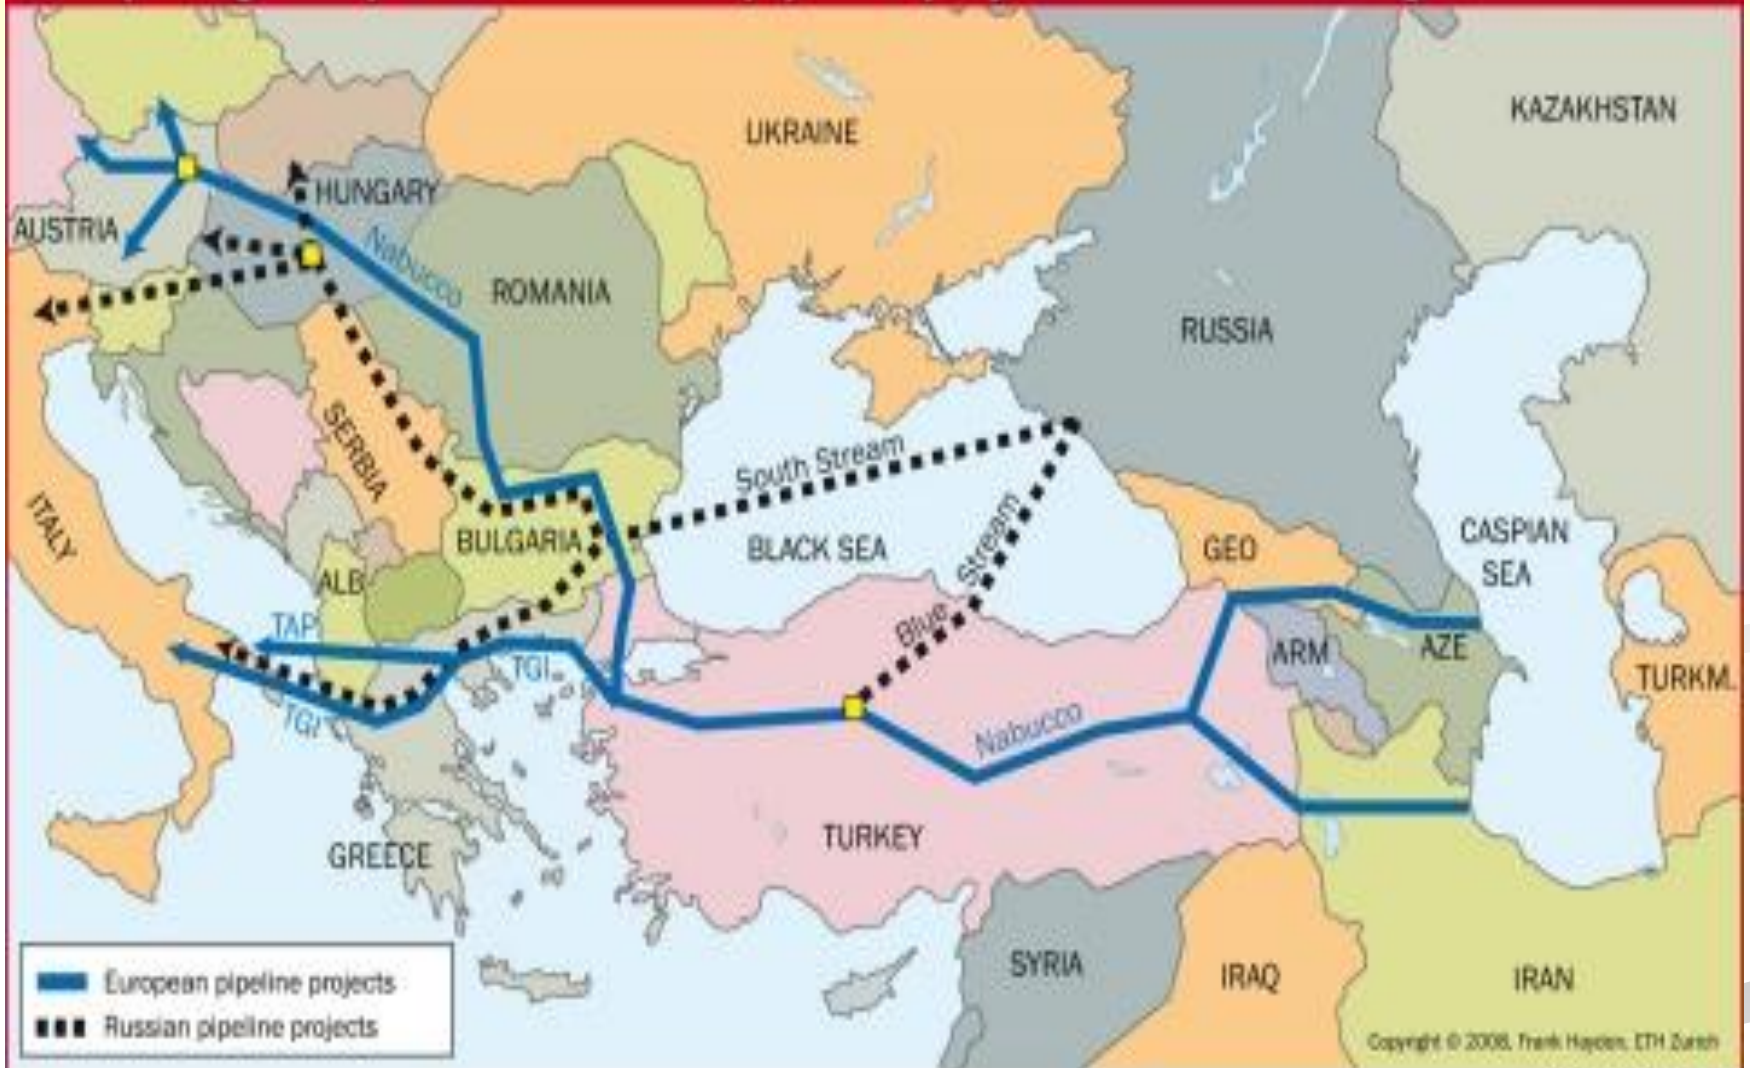 KAZAKHSTAN
UKRAINE
HUNGARY
AUSTRIA
Nabucco
ROMANIA
RUSSIA
SERBIA
South Stream
ITALY
BULGARIA
BLACK SEA
Blue Stream
GEO
CASPIAN
SEA
ALB
TAP
TGI
ARM
AZE
TURKM.
TGI
Nabucco
TURKEY
GREECE
SYRIA
IRAQ
IRAN
European pipeline projects
Russian pipeline projects
Copyright © 2008, Frank Hayden, ETH Zurich